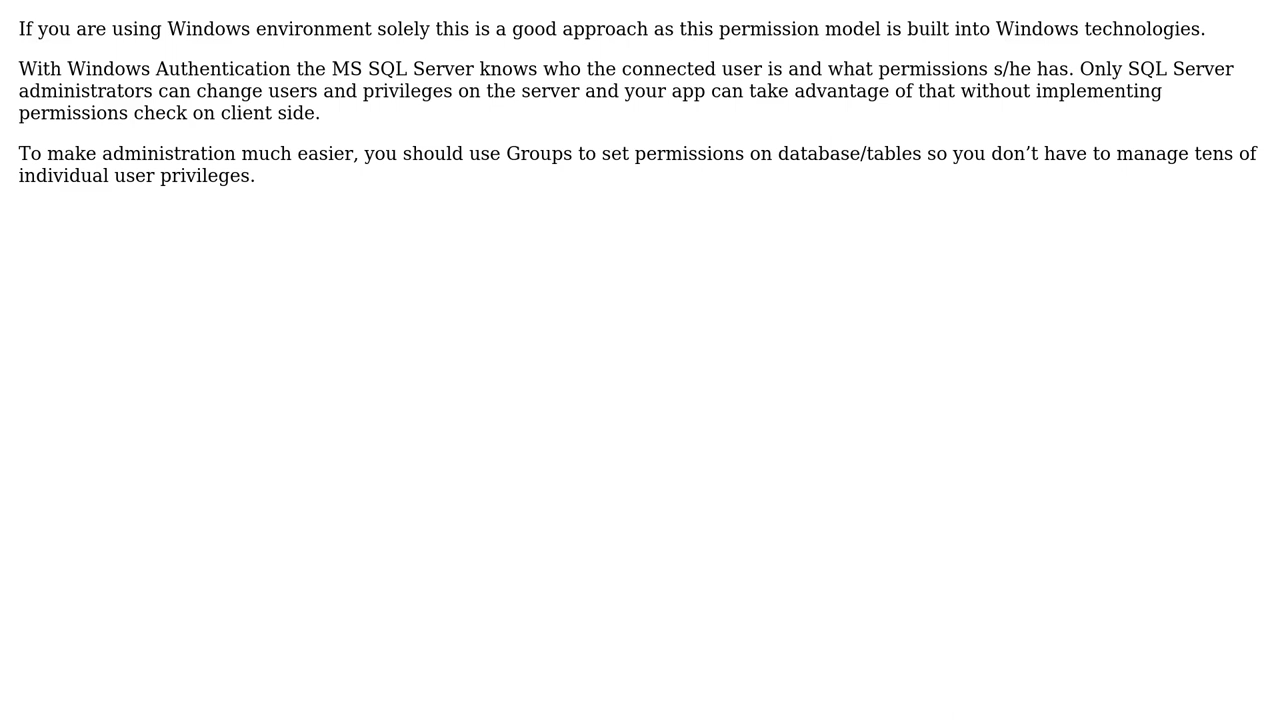 If you are using Windows environment solely this is a good approach as this permission model is built into Windows technologies.
With Windows Authentication the MS SQL Server knows who the connected user is and what permissions s/he has. Only SQL Server
administrators can change users and privileges on the server and your app can take advantage of that without implementing
permissions check on client side.
To make administration much easier, you should use Groups to set permissions on database/tables so you don’t have to manage tens of
individual user privileges.